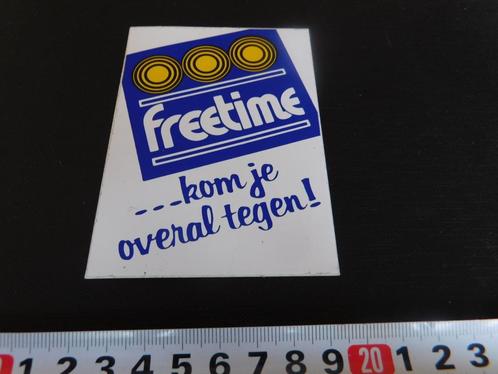 freetime
---kom je
overal tegen!
1 2 3 4 5 6 7 8 9 20 1 2 3